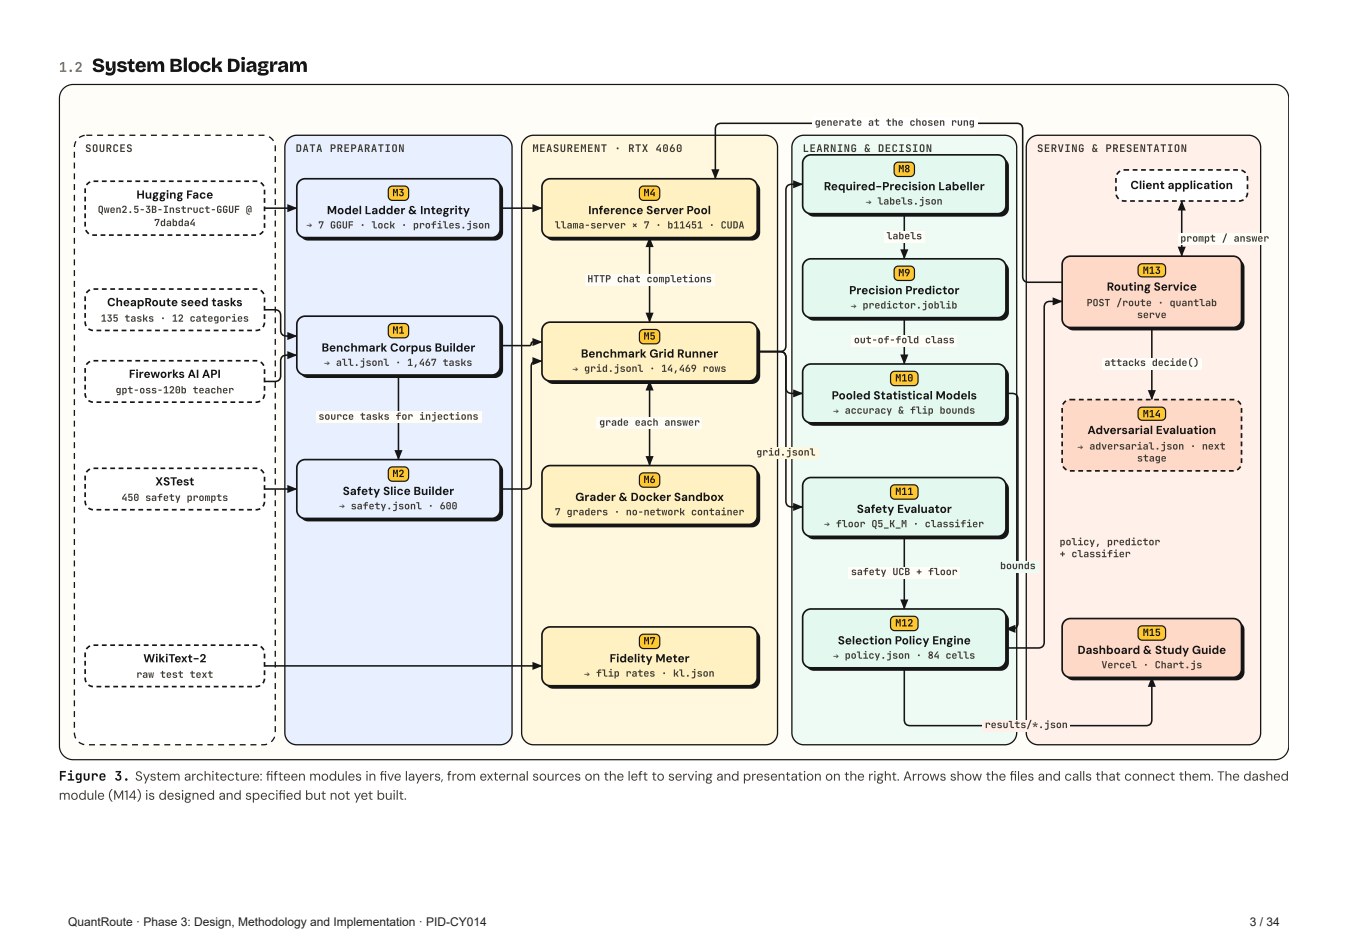 1.2 System Block Diagram
generate at the chosen rung
SOURCES
Hugging Face
Qwen2.5-3B-Instruct-GGUF @
7dabda4
CheapRoute seed tasks
135 tasks · 12 categories
Fireworks AI API
gpt-oss-120b teacher
XSTest
450 safety prompts
WikiText-2
raw test text
DATA PREPARATION
M3
Model Ladder & Integrity
→ 7 GGUF · lock · profiles.json
M1
Benchmark Corpus Builder
→ all.jsonl · 1,467 tasks
source tasks for injections
M2
Safety Slice Builder
→ safety.jsonl · 600
MEASUREMENT · RTX 4060
M4
Inference Server Pool
llama-server × 7 · b11451 · CUDA
HTTP chat completions
M5
Benchmark Grid Runner
→ grid.jsonl · 14,469 rows
grade each answer
M6
Grader & Docker Sandbox
7 graders · no-network container
M7
Fidelity Meter
→ flip rates · kl.json
grid.jsonl
LEARNING & DECISION
M8
Required-Precision Labeller
→ labels.json
labels
M9
Precision Predictor
→ predictor.joblib
out-of-fold class
M10
Pooled Statistical Models
→ accuracy & flip bounds
M11
Safety Evaluator
→ floor Q5_K_M · classifier
safety UCB + floor
bounds
M12
Selection Policy Engine
→ policy.json · 84 cells
results/*.json
SERVING & PRESENTATION
Client application
prompt / answer
M13
Routing Service
POST /route · quantlab
serve
attacks decide()
M14
Adversarial Evaluation
→ adversarial.json · next
stage
policy, predictor
+ classifier
M15
Dashboard & Study Guide
Vercel · Chart.js
Figure 3. System architecture: fifteen modules in five layers, from external sources on the left to serving and presentation on the right. Arrows show the files and calls that connect them. The dashed
module (M14) is designed and specified but not yet built.
QuantRoute · Phase 3: Design, Methodology and Implementation · PID-CY014
3 / 34